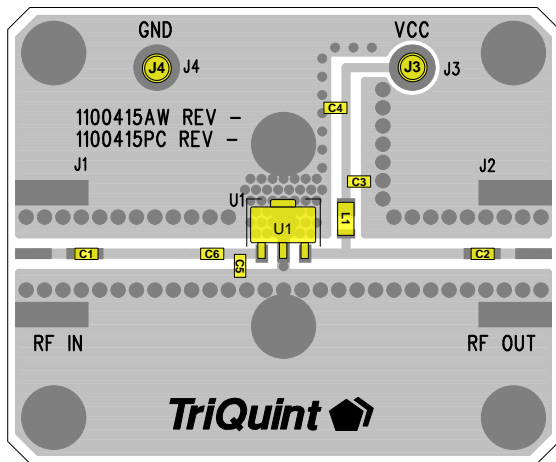 GND
VCC
J4 J4
J3 J3
C4
1100415AW REV -
1100415PC REV -
J1
J2
C3
U1
U1
L1
C1
C6
C5
C2
RF IN
RF OUT
TriQuint